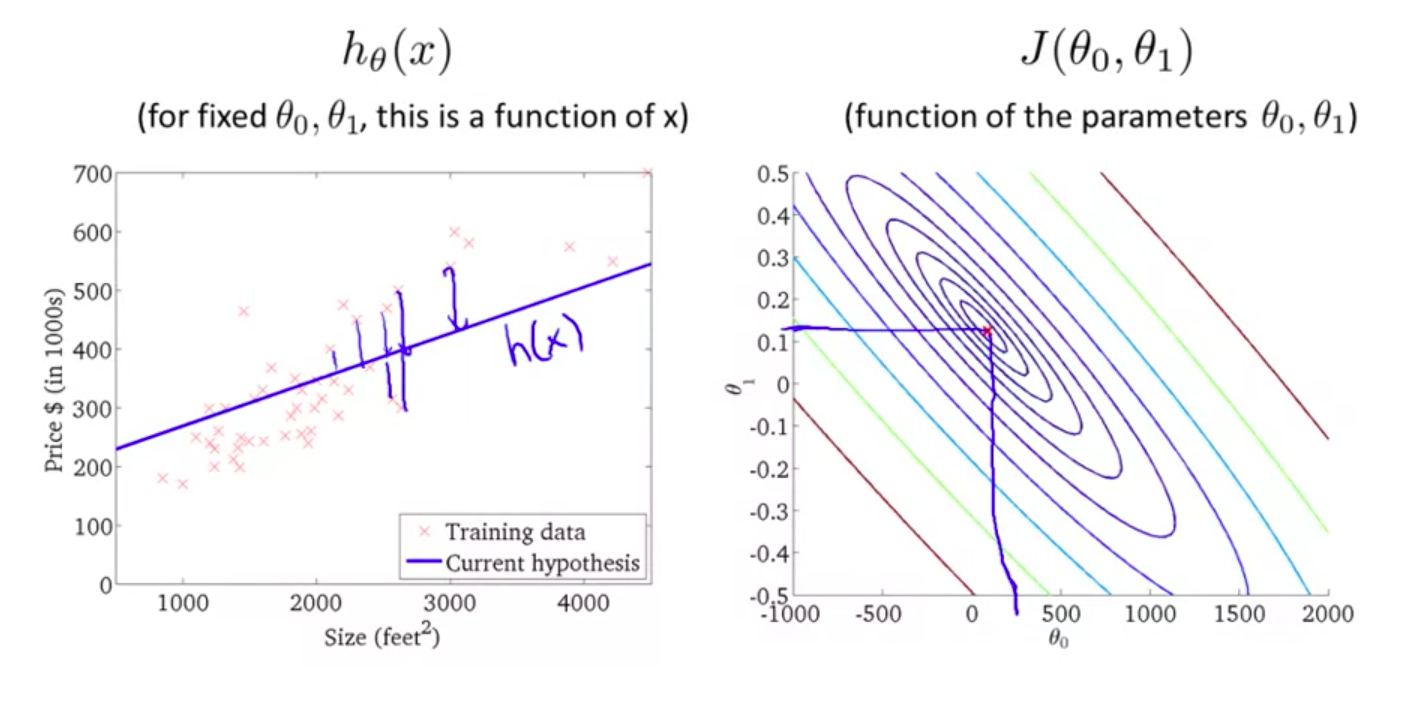 h_θ(x)
(for fixed θ₀, θ₁, this is a function of x)
700
600
500
400
300
200
100
0
Price $ (in 1000s)
h(x)
× Training data
Current hypothesis
1000 2000 3000 4000
Size (feet²)
J(θ₀, θ₁)
(function of the parameters θ₀, θ₁)
0.5
0.4
0.3
0.2
0.1
0
-0.1
-0.2
-0.3
-0.4
-0.5
θ₁
-1000 -500 0 500 1000 1500 2000
θ₀